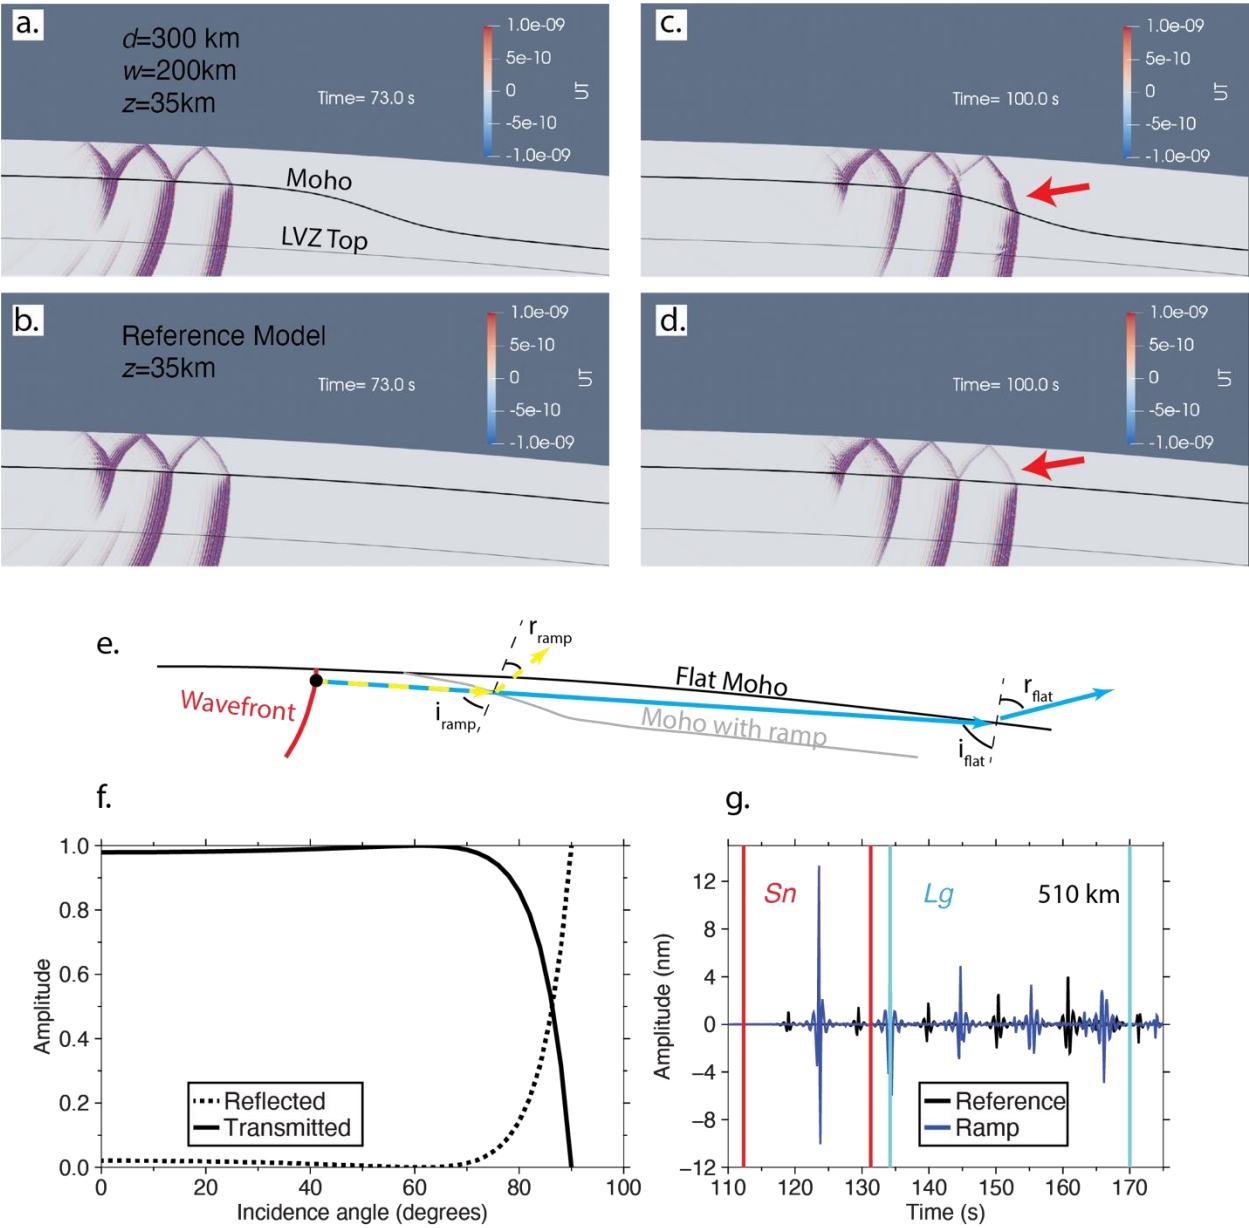 a.
d=300 km
w=200km
z=35km
Time= 73.0 s
1.0e-09
5e-10
0
-5e-10
-1.0e-09
UT
Moho
LVZ Top
c.
Time= 100.0 s
1.0e-09
5e-10
0
-5e-10
-1.0e-09
UT
b.
Reference Model
z=35km
Time= 73.0 s
1.0e-09
5e-10
0
-5e-10
-1.0e-09
UT
d.
Time= 100.0 s
1.0e-09
5e-10
0
-5e-10
-1.0e-09
UT
e.
Wavefront
r_ramp
i_ramp
Flat Moho
Moho with ramp
r_flat
i_flat
f.
1.0
0.8
0.6
0.4
0.2
0.0
Amplitude
Reflected
Transmitted
0 20 40 60 80 100
Incidence angle (degrees)
g.
12
8
4
0
−4
−8
−12
Amplitude (nm)
Sn
Lg
510 km
Reference
Ramp
110 120 130 140 150 160 170
Time (s)